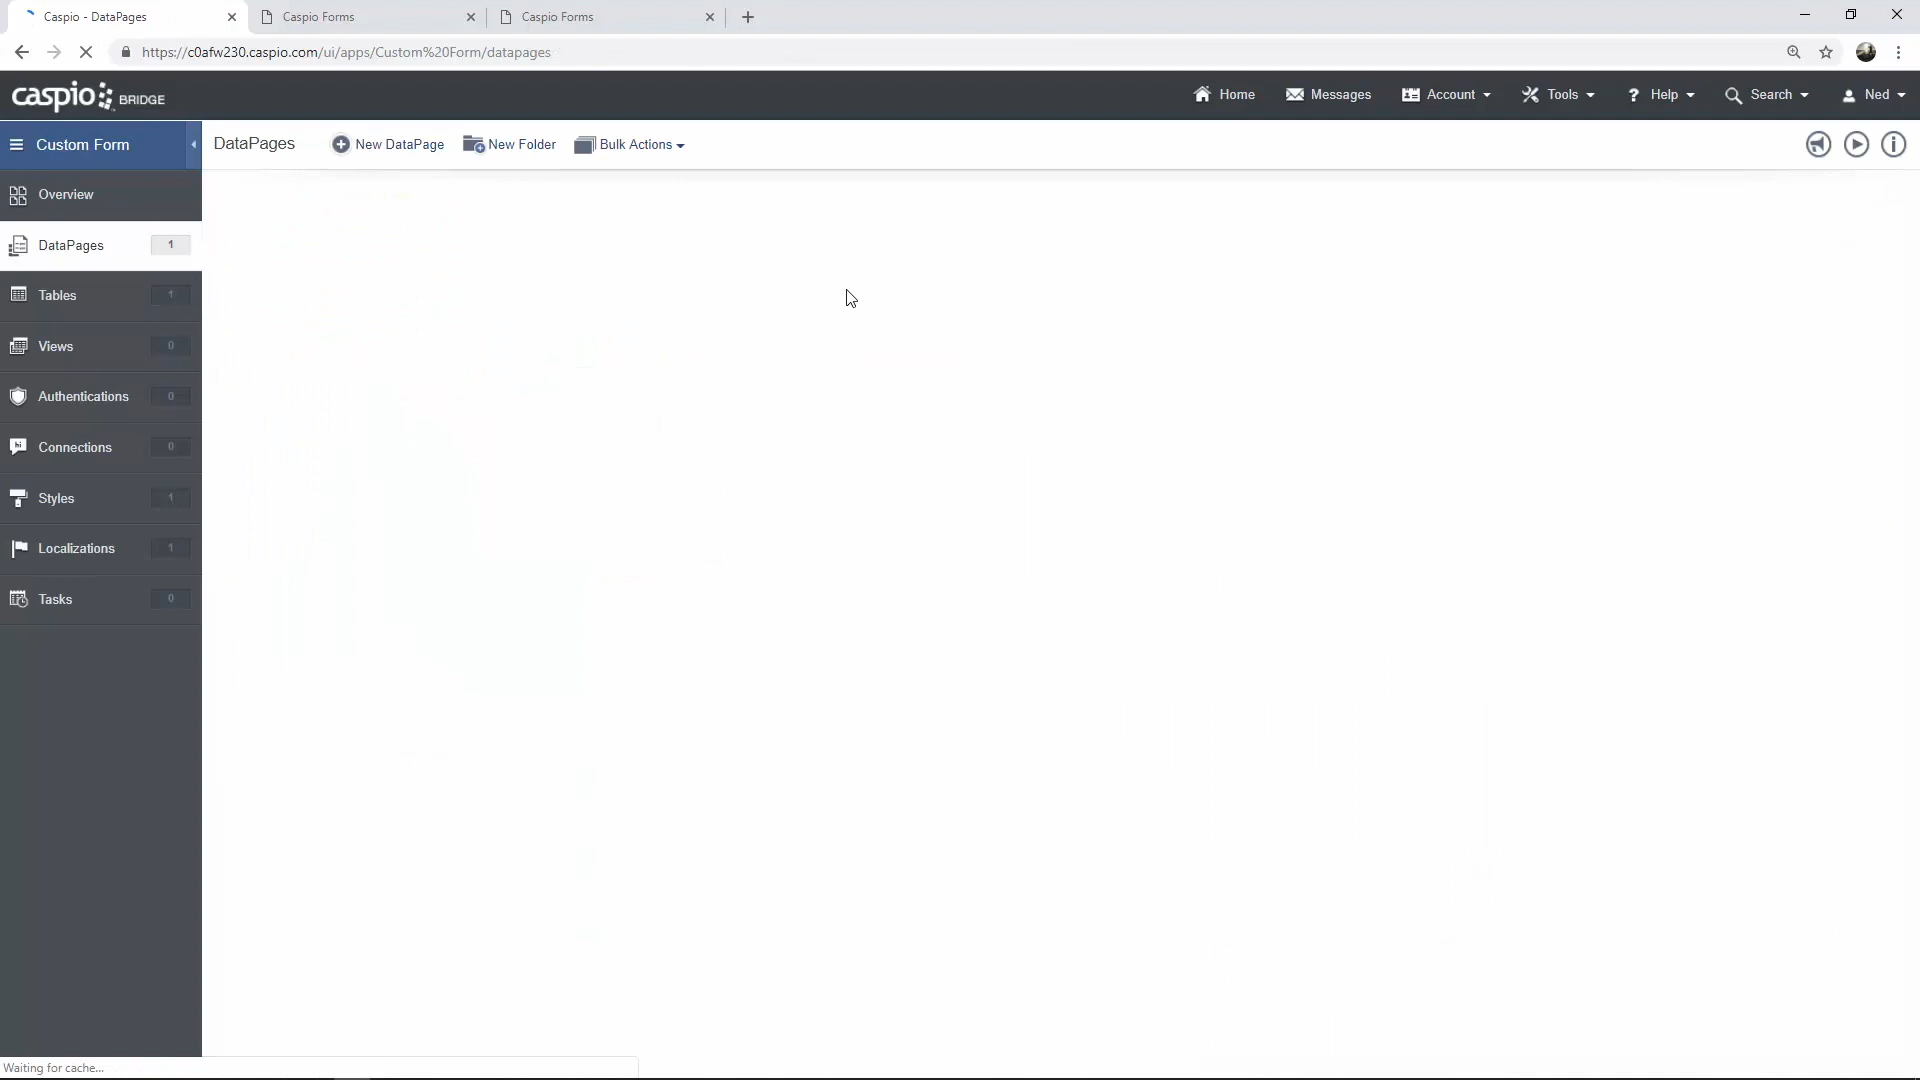 Caspio - DataPages
Caspio Forms
Caspio Forms
https://c0afw230.caspio.com/ui/apps/Custom%20Form/datapages
caspio BRIDGE
Home
Messages
Account
Tools
? Help
Search
Ned
Custom Form
DataPages
New DataPage
New Folder
Bulk Actions
Overview
DataPages 1
Tables 1
Views 0
Authentications 0
Connections 0
Styles 1
Localizations 1
Tasks 0
Waiting for cache...